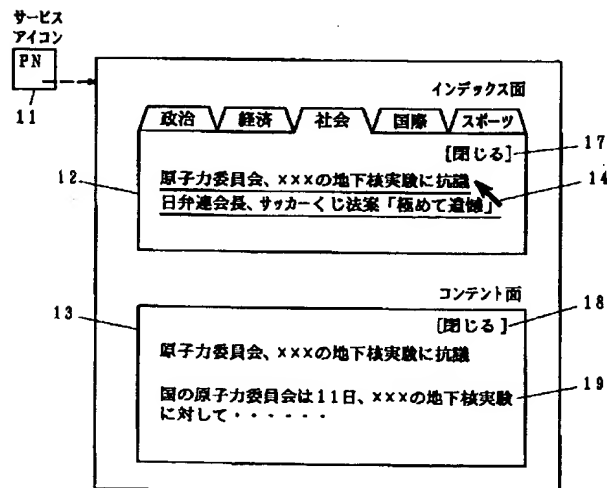 サービス
アイコン
PN
11
インデックス面
政治 経済 社会 国際 スポーツ
[閉じる]
17
12
原子力委員会、×××の地下核実験に抗議
14
日弁連会長、サッカーくじ法案「極めて遺憾」
コンテント面
13
[閉じる]
18
原子力委員会、×××の地下核実験に抗議
国の原子力委員会は11日、×××の地下核実験
19
に対して・・・・・・